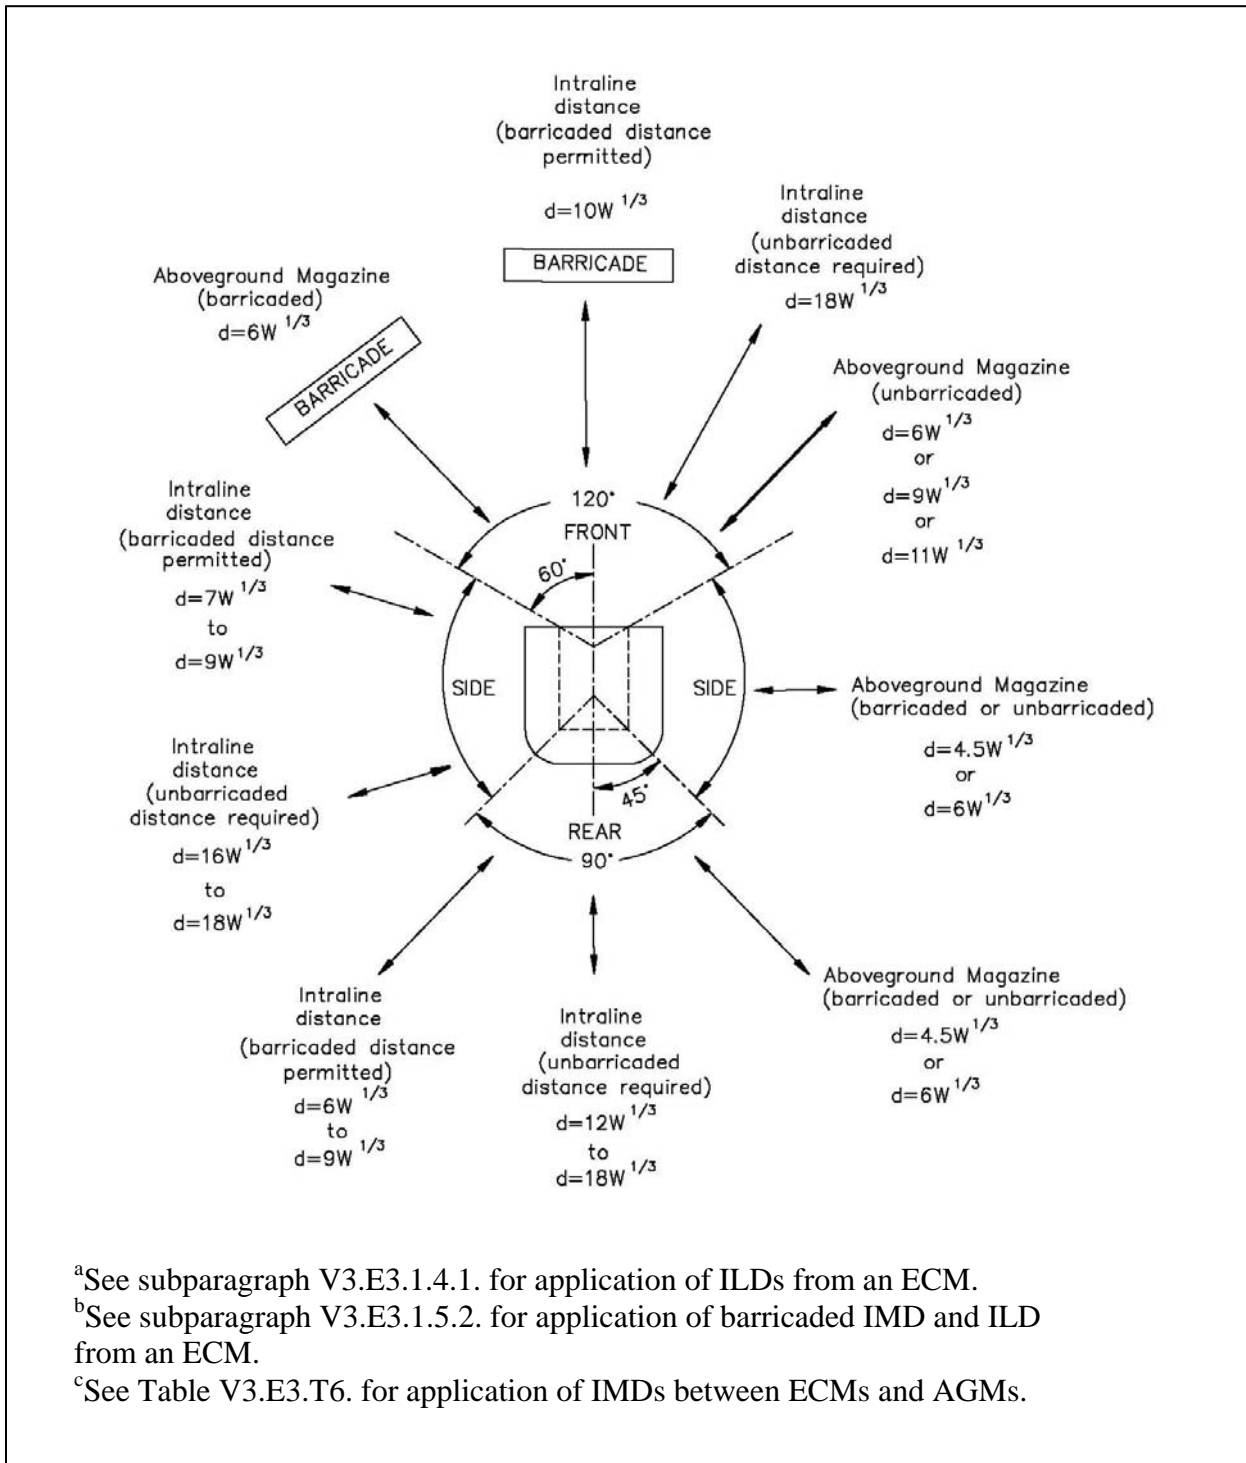 Intraline
distance
(barricaded distance
permitted)
d=10W 1/3
BARRICADE
Intraline
distance
(unbarricaded
distance required)
d=18W 1/3
Aboveground Magazine
(barricaded)
d=6W 1/3
BARRICADE
Aboveground Magazine
(unbarricaded)
d=6W 1/3
or
d=9W 1/3
or
d=11W 1/3
Intraline
distance
(barricaded distance
permitted)
d=7W 1/3
to
d=9W 1/3
120°
FRONT
60°
SIDE
SIDE
45°
REAR
90°
Aboveground Magazine
(barricaded or unbarricaded)
d=4.5W 1/3
or
d=6W 1/3
Intraline
distance
(unbarricaded
distance required)
d=16W 1/3
to
d=18W 1/3
Intraline
distance
(barricaded distance
permitted)
d=6W 1/3
to
d=9W 1/3
Intraline
distance
(unbarricaded
distance required)
d=12W 1/3
to
d=18W 1/3
Aboveground Magazine
(barricaded or unbarricaded)
d=4.5W 1/3
or
d=6W 1/3
aSee subparagraph V3.E3.1.4.1. for application of ILDs from an ECM.
bSee subparagraph V3.E3.1.5.2. for application of barricaded IMD and ILD
from an ECM.
cSee Table V3.E3.T6. for application of IMDs between ECMs and AGMs.